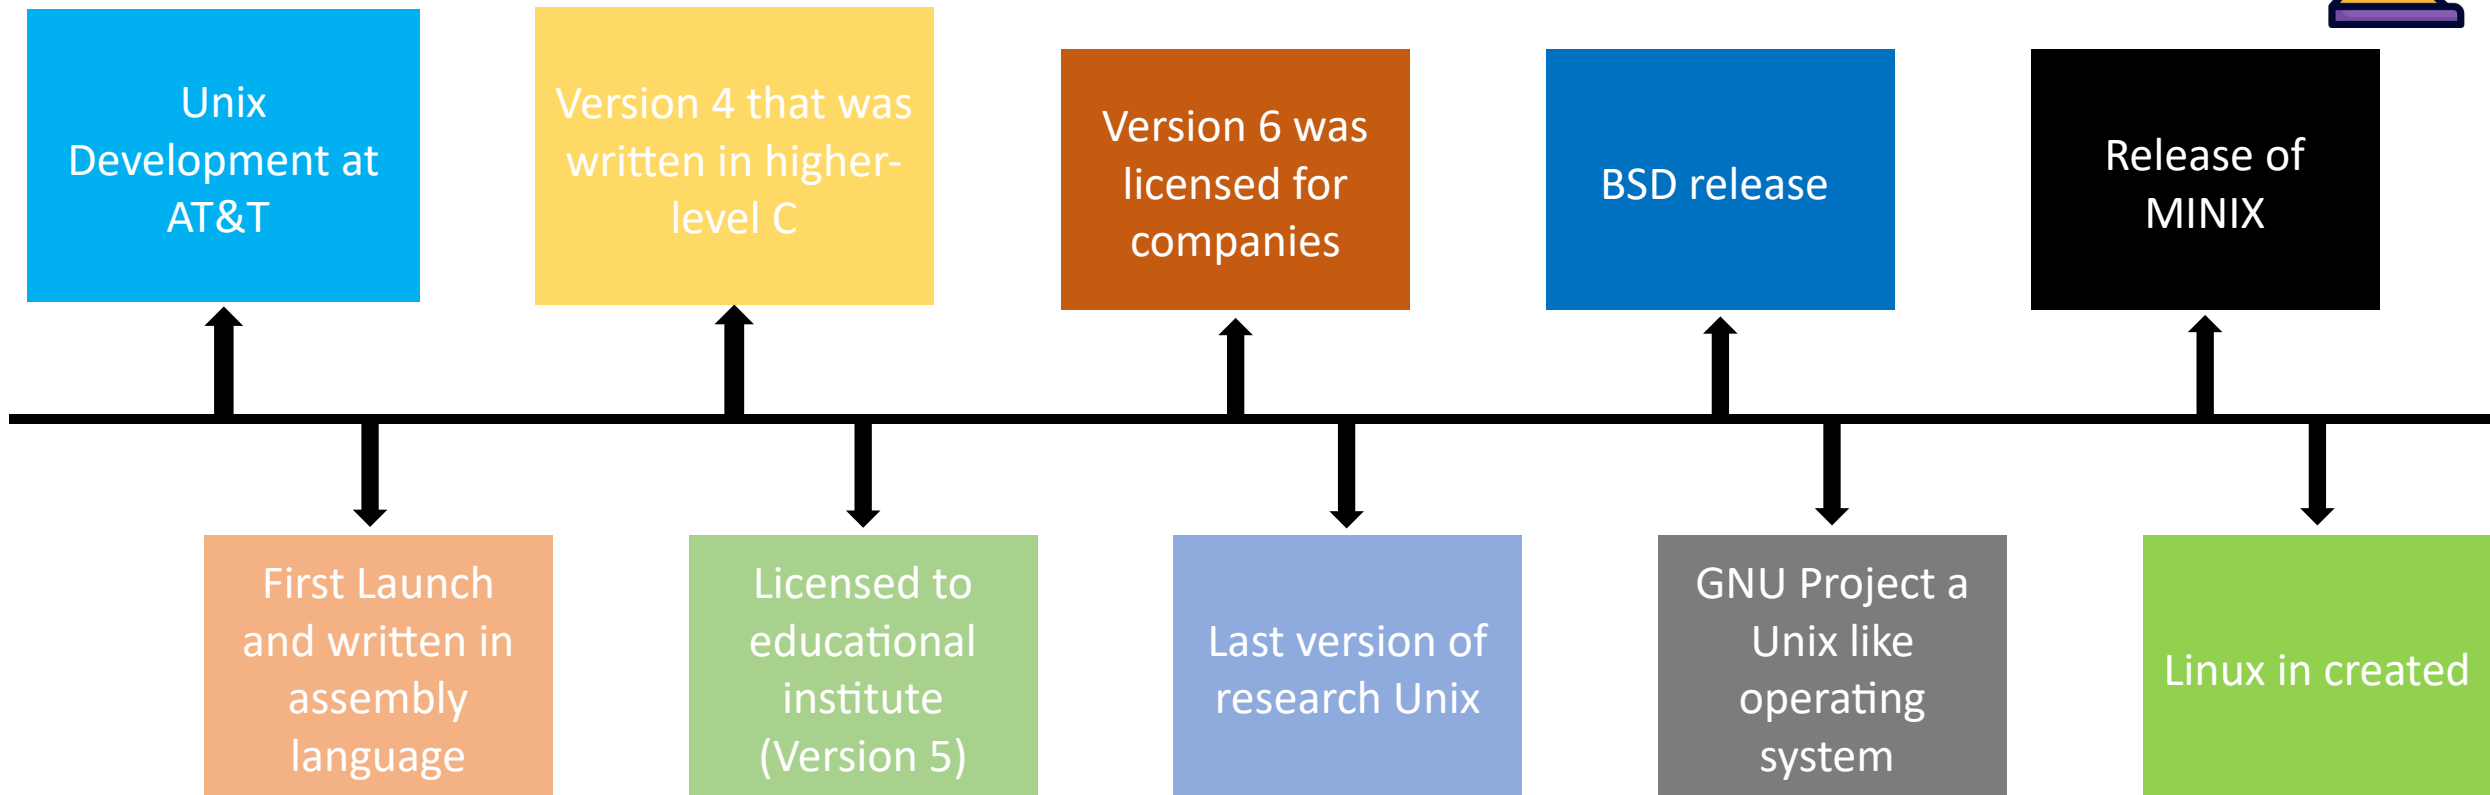 Unix
Development at
AT&T
Version 4 that was
written in higher-
level C
Version 6 was
licensed for
companies
BSD release
Release of
MINIX
First Launch
and written in
assembly
language
Licensed to
educational
institute
(Version 5)
Last version of
research Unix
GNU Project a
Unix like
operating
system
Linux in created